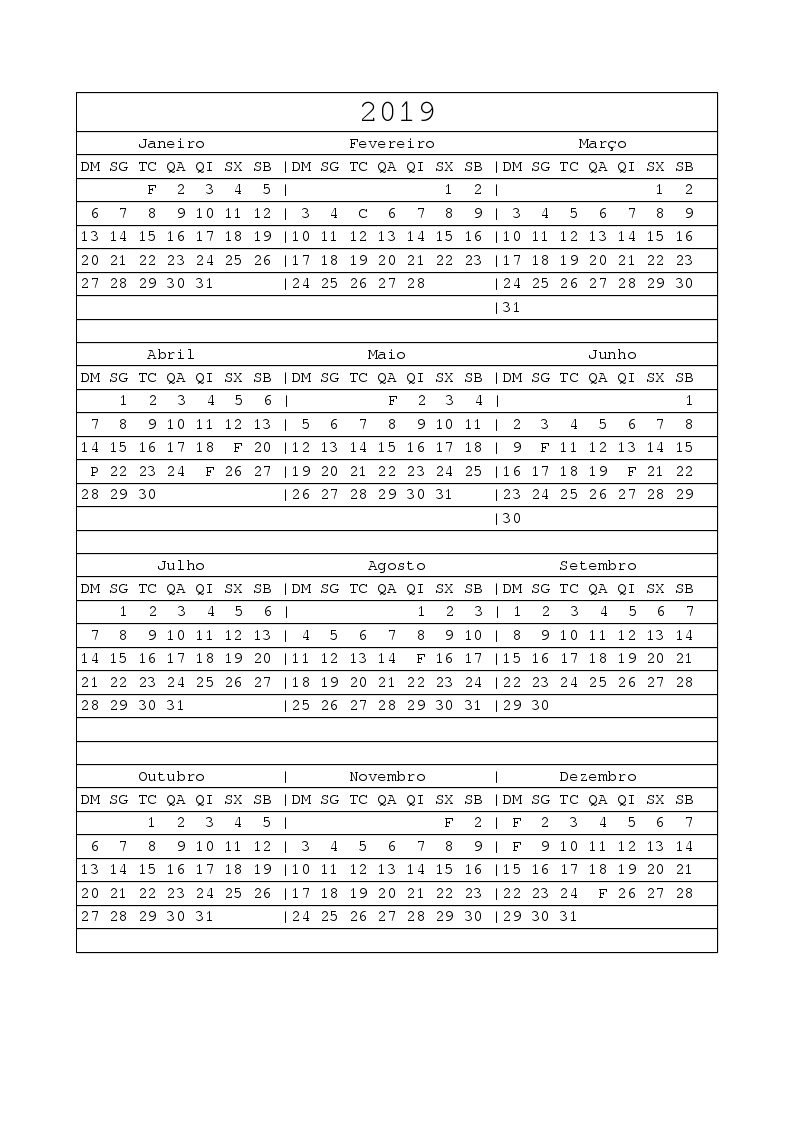 2019
Janeiro Fevereiro Março
DM SG TC QA QI SX SB |DM SG TC QA QI SX SB |DM SG TC QA QI SX SB
F 2 3 4 5 | 1 2 | 1 2
6 7 8 9 10 11 12 | 3 4 C 6 7 8 9 | 3 4 5 6 7 8 9
13 14 15 16 17 18 19 |10 11 12 13 14 15 16 |10 11 12 13 14 15 16
20 21 22 23 24 25 26 |17 18 19 20 21 22 23 |17 18 19 20 21 22 23
27 28 29 30 31 |24 25 26 27 28 |24 25 26 27 28 29 30
|31
Abril Maio Junho
DM SG TC QA QI SX SB |DM SG TC QA QI SX SB |DM SG TC QA QI SX SB
1 2 3 4 5 6 | F 2 3 4 | 1
7 8 9 10 11 12 13 | 5 6 7 8 9 10 11 | 2 3 4 5 6 7 8
14 15 16 17 18 F 20 |12 13 14 15 16 17 18 | 9 F 11 12 13 14 15
P 22 23 24 F 26 27 |19 20 21 22 23 24 25 |16 17 18 19 F 21 22
28 29 30 |26 27 28 29 30 31 |23 24 25 26 27 28 29
|30
Julho Agosto Setembro
DM SG TC QA QI SX SB |DM SG TC QA QI SX SB |DM SG TC QA QI SX SB
1 2 3 4 5 6 | 1 2 3 | 1 2 3 4 5 6 7
7 8 9 10 11 12 13 | 4 5 6 7 8 9 10 | 8 9 10 11 12 13 14
14 15 16 17 18 19 20 |11 12 13 14 F 16 17 |15 16 17 18 19 20 21
21 22 23 24 25 26 27 |18 19 20 21 22 23 24 |22 23 24 25 26 27 28
28 29 30 31 |25 26 27 28 29 30 31 |29 30
Outubro | Novembro | Dezembro
DM SG TC QA QI SX SB |DM SG TC QA QI SX SB |DM SG TC QA QI SX SB
1 2 3 4 5 | F 2 | F 2 3 4 5 6 7
6 7 8 9 10 11 12 | 3 4 5 6 7 8 9 | F 9 10 11 12 13 14
13 14 15 16 17 18 19 |10 11 12 13 14 15 16 |15 16 17 18 19 20 21
20 21 22 23 24 25 26 |17 18 19 20 21 22 23 |22 23 24 F 26 27 28
27 28 29 30 31 |24 25 26 27 28 29 30 |29 30 31